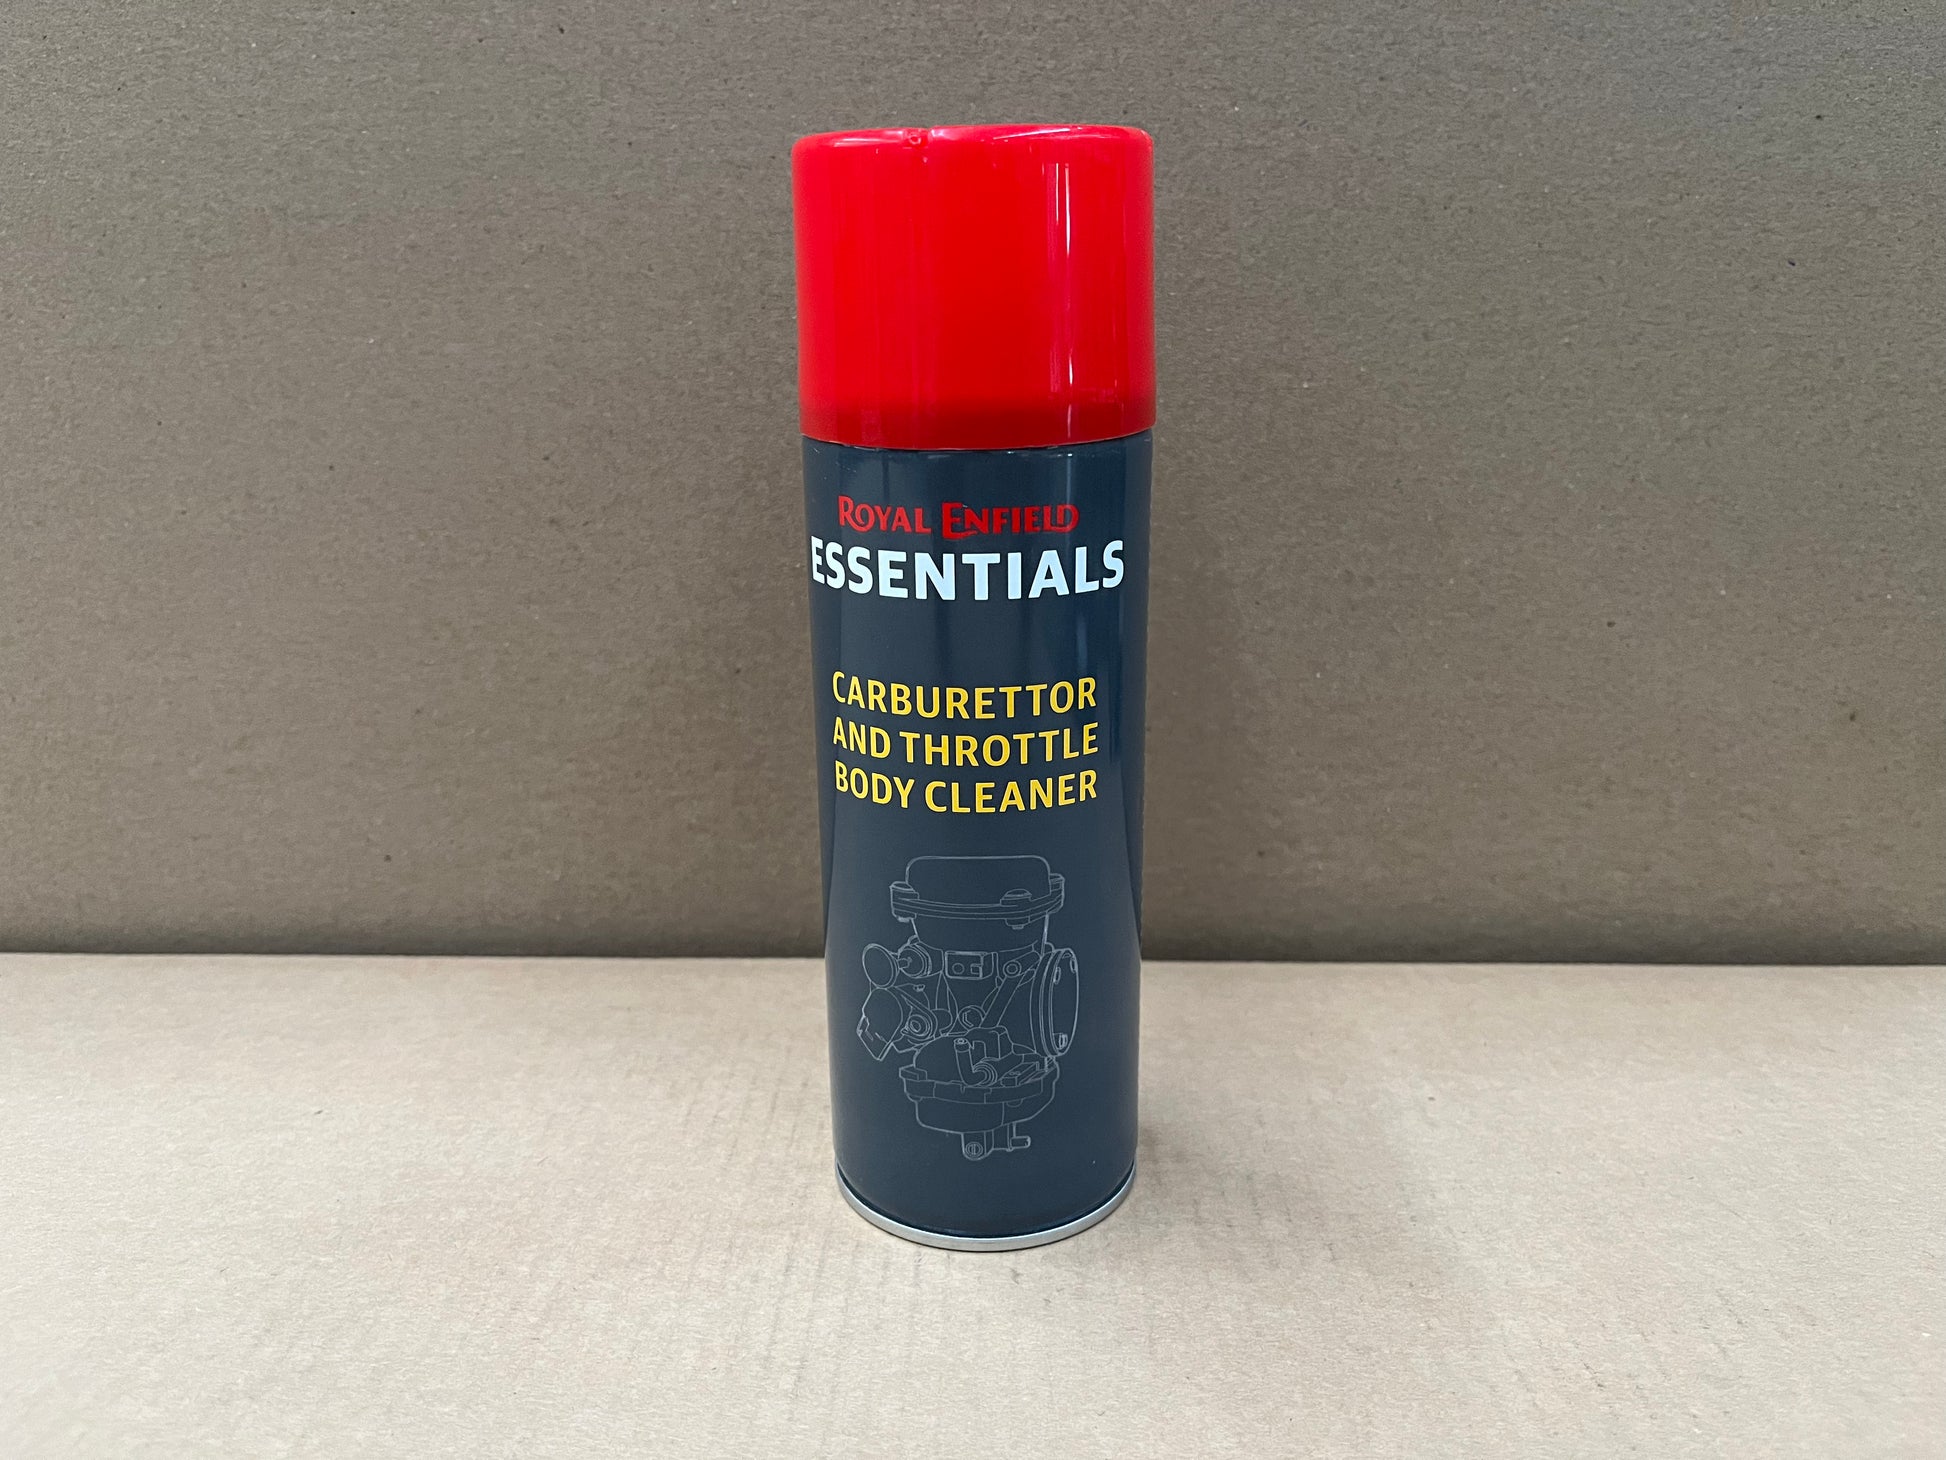 ROYAL ENFIELD
ESSENTIALS
CARBURETTOR
AND THROTTLE
BODY CLEANER